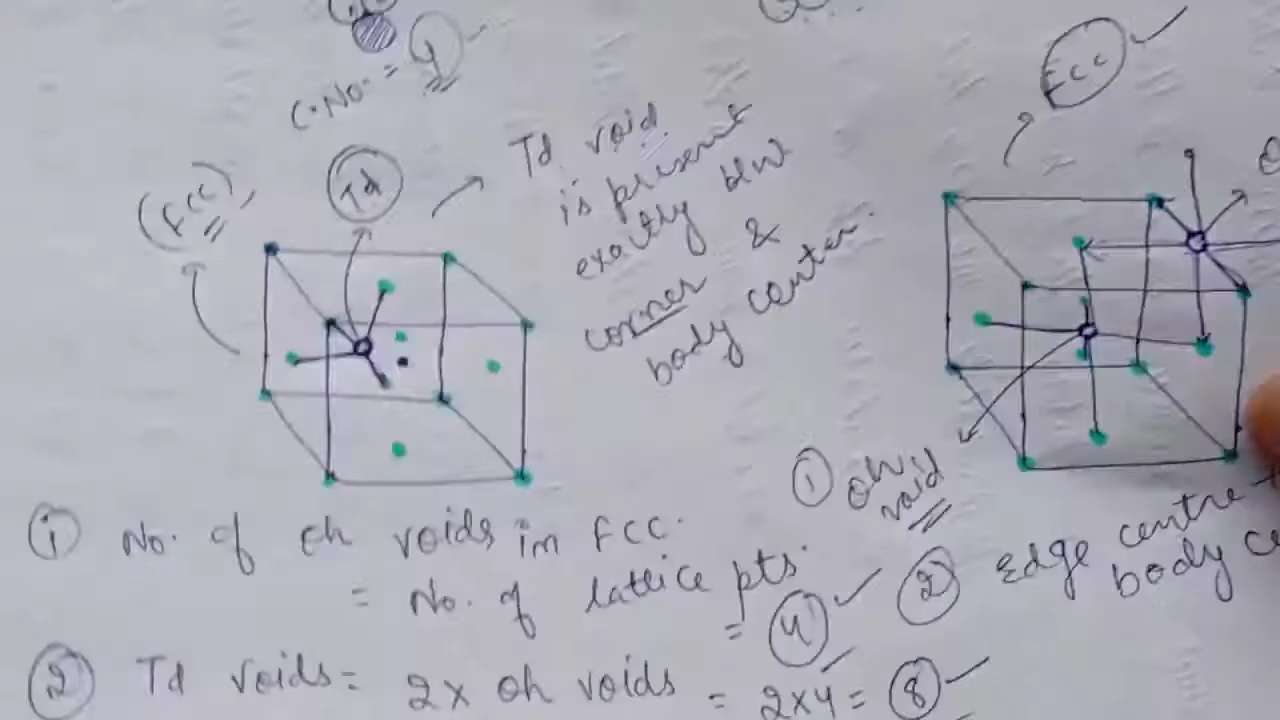 C.No. = 4
(FCC)
Td
Td void
is present
exactly b/w
corner &
body center.
FCC
① Oh
void
② Edge centre +
body ce
① No. of Oh voids in FCC.
= No. of lattice pts.
= 4
② Td voids = 2 x Oh voids = 2x4 = 8